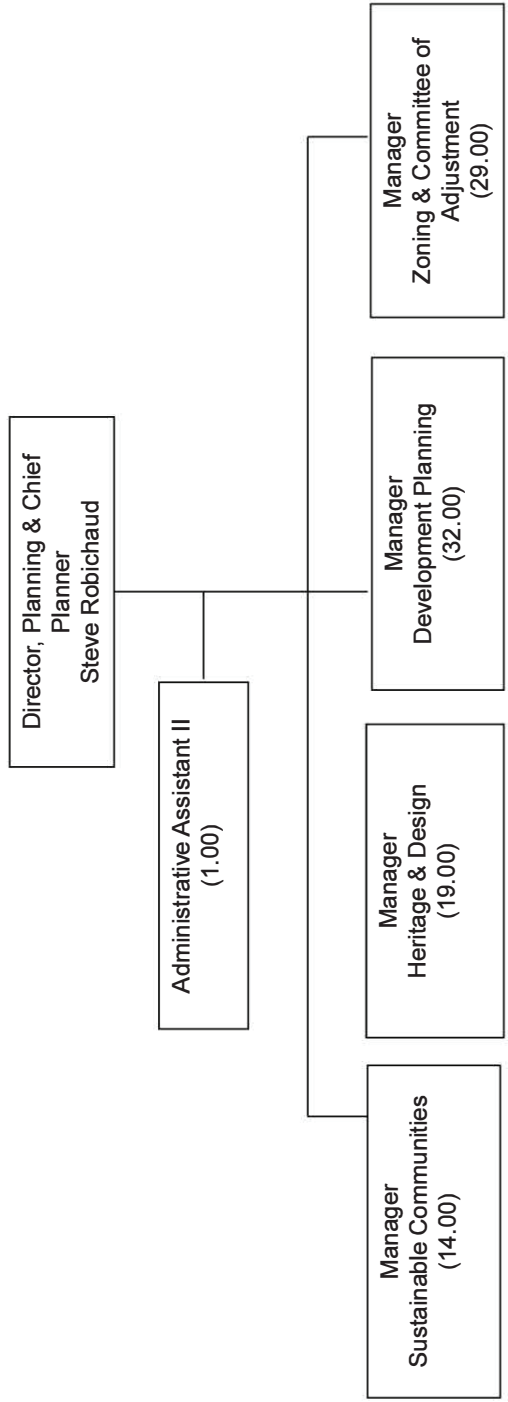 Director, Planning & Chief
Planner
Steve Robichaud
Administrative Assistant II
(1.00)
Manager
Sustainable Communities
(14.00)
Manager
Heritage & Design
(19.00)
Manager
Development Planning
(32.00)
Manager
Zoning & Committee of
Adjustment
(29.00)